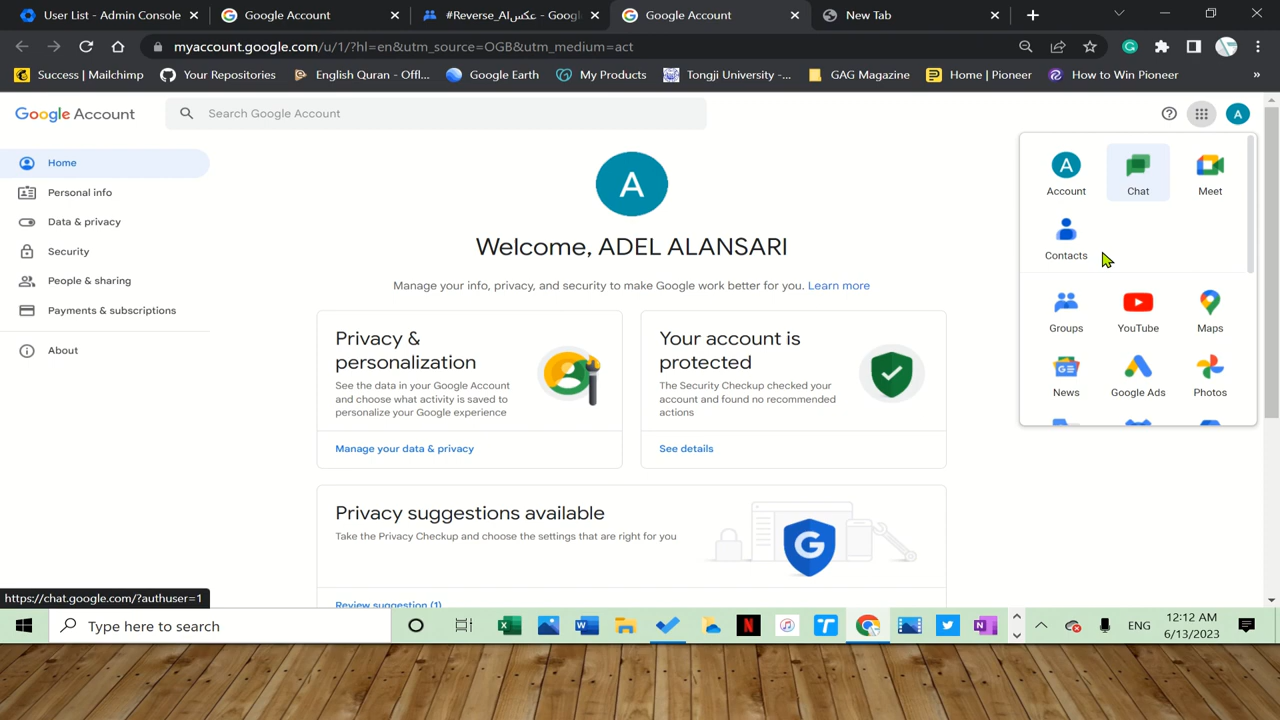 User List - Admin Console
Google Account
#Reverse_AIعكس - Goog
Google Account
New Tab
myaccount.google.com/u/1/?hl=en&utm_source=OGB&utm_medium=act
Success | Mailchimp
Your Repositories
English Quran - Offl...
Google Earth
My Products
Tongji University -...
GAG Magazine
Home | Pioneer
How to Win Pioneer
»
Google Account
Search Google Account
A
Home
Personal info
Data & privacy
Security
People & sharing
Payments & subscriptions
About
A
Welcome, ADEL ALANSARI
Manage your info, privacy, and security to make Google work better for you. Learn more
Privacy &
personalization
See the data in your Google Account
and choose what activity is saved to
personalize your Google experience
Manage your data & privacy
Your account is
protected
The Security Checkup checked your
account and found no recommended
actions
See details
Privacy suggestions available
Take the Privacy Checkup and choose the settings that are right for you
Review suggestion (1)
A
Account
Chat
Meet
Contacts
Groups
YouTube
Maps
News
Google Ads
Photos
https://chat.google.com/?authuser=1
Type here to search
ENG
12:12 AM
6/13/2023